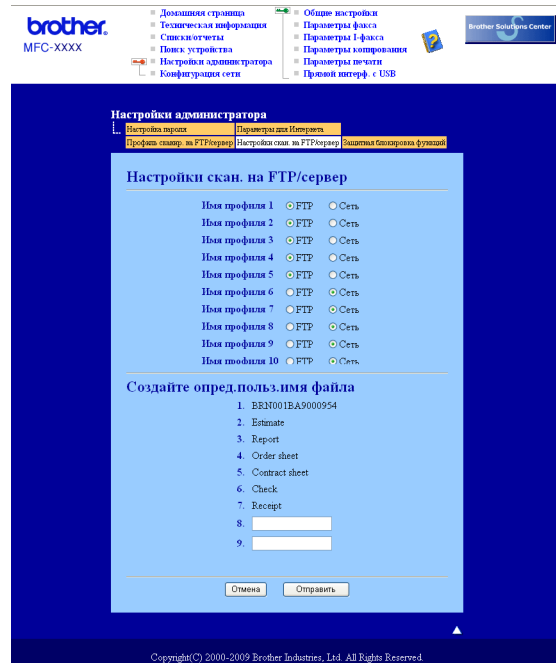 brother.
MFC-XXXX
Домашняя страница
Техническая информация
Списки/отчеты
Поиск устройства
Настройки администратора
Конфигурация сети
Общие настройки
Параметры факса
Параметры I-факса
Параметры копирования
Параметры печати
Прямой интерф. с USB
Brother Solutions Center
Настройки администратора
Настройка пароля
Параметры для Интернета
Профиль сканир. на FTP/сервер
Настройки скан. на FTP/сервер
Защитная блокировка функций
Настройки скан. на FTP/сервер
Имя профиля 1 FTP Сеть
Имя профиля 2 FTP Сеть
Имя профиля 3 FTP Сеть
Имя профиля 4 FTP Сеть
Имя профиля 5 FTP Сеть
Имя профиля 6 FTP Сеть
Имя профиля 7 FTP Сеть
Имя профиля 8 FTP Сеть
Имя профиля 9 FTP Сеть
Имя профиля 10 FTP Сеть
Создайте опред.польз.имя файла
1. BRN001BA9000954
2. Estimate
3. Report
4. Order sheet
5. Contract sheet
6. Check
7. Receipt
8.
9.
Отмена Отправить
Copyright(C) 2000-2009 Brother Industries, Ltd. All Rights Reserved.